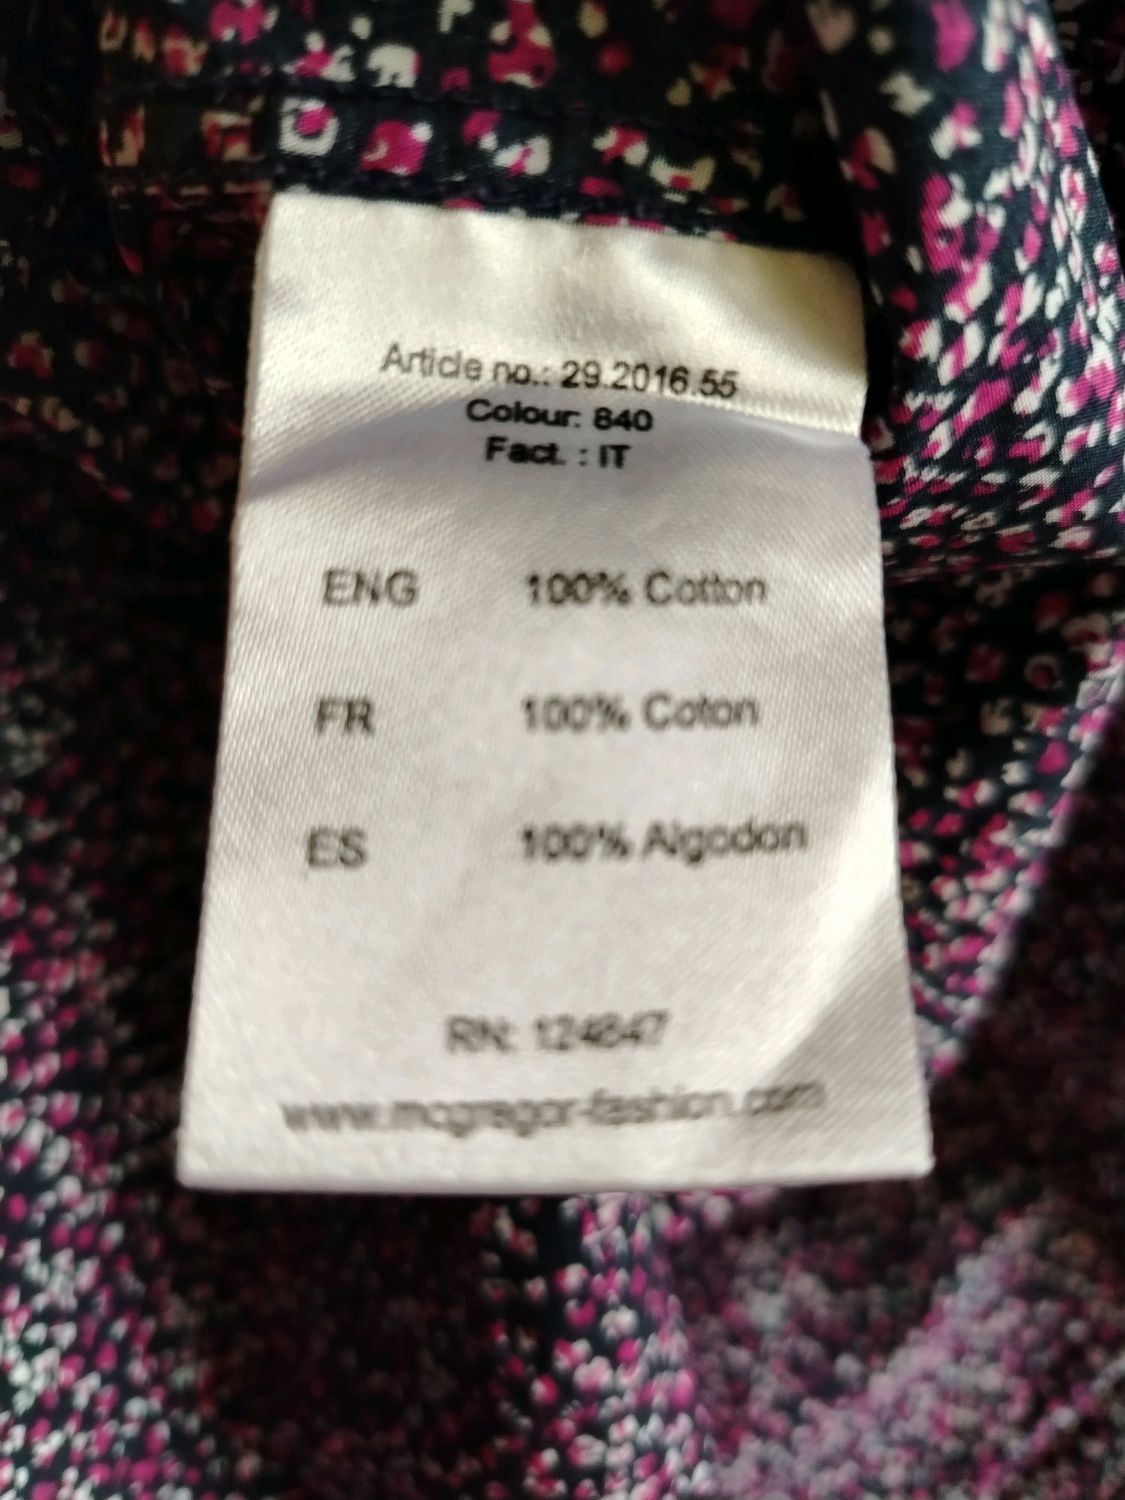 Article no.: 29.2016.55
Colour: 840
Fact. : IT
ENG 100% Cotton
FR 100% Coton
ES 100% Algodon
RN: 124847
www.mcgregor-fashion.com